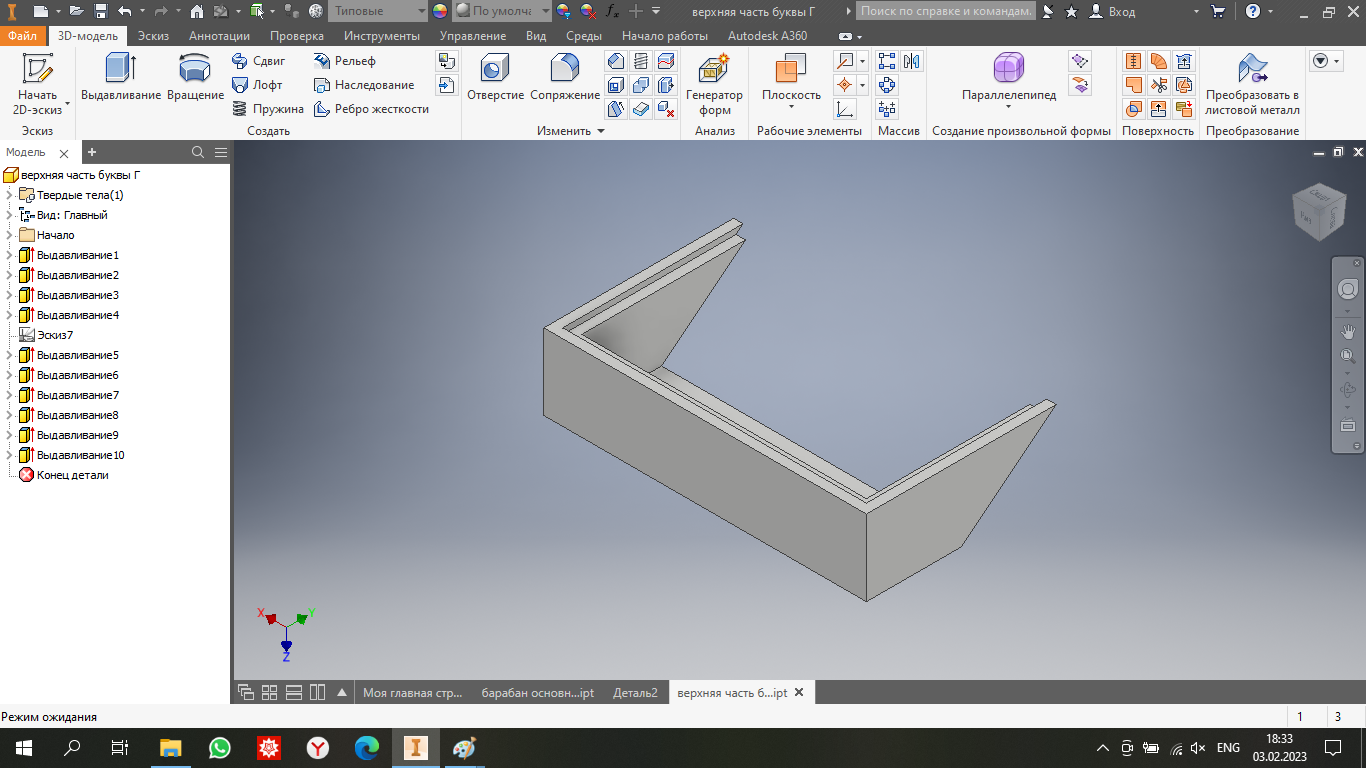 Типовые
По умолча
верхняя часть буквы Г
Поиск по справке и командам.
Вход
Файл
3D-модель
Эскиз
Аннотации
Проверка
Инструменты
Управление
Вид
Среды
Начало работы
Autodesk A360
Начать
2D-эскиз
Эскиз
Выдавливание
Вращение
Сдвиг
Лофт
Пружина
Рельеф
Наследование
Ребро жесткости
Создать
Отверстие
Сопряжение
Изменить
Генератор
форм
Анализ
Плоскость
Рабочие элементы
Массив
Параллелепипед
Создание произвольной формы
Поверхность
Преобразовать в
листовой металл
Преобразование
Модель
верхняя часть буквы Г
Твердые тела(1)
Вид: Главный
Начало
Выдавливание1
Выдавливание2
Выдавливание3
Выдавливание4
Эскиз7
Выдавливание5
Выдавливание6
Выдавливание7
Выдавливание8
Выдавливание9
Выдавливание10
Конец детали
X
Y
Z
Моя главная стр...
барабан основн...ipt
Деталь2
верхняя часть б...ipt
Режим ожидания
1
3
ENG
18:33
03.02.2023